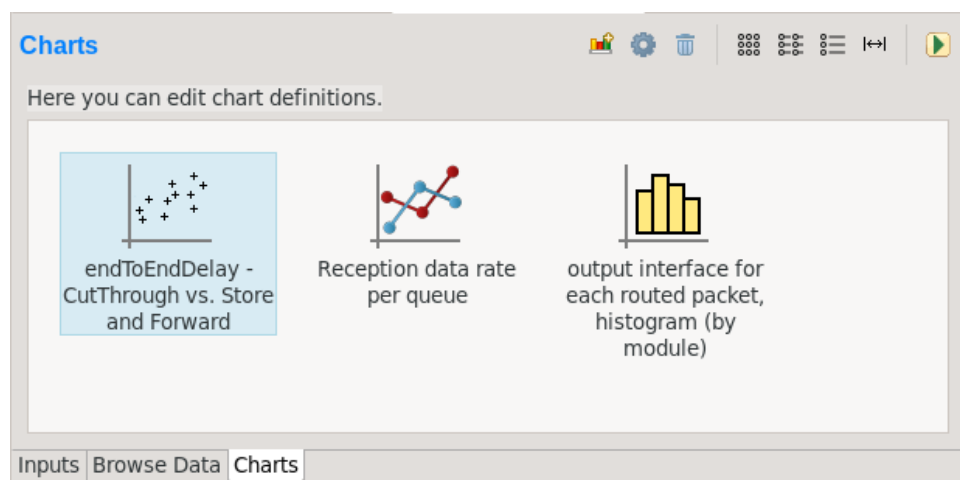 Charts
Here you can edit chart definitions.
endToEndDelay -
CutThrough vs. Store
and Forward
Reception data rate
per queue
output interface for
each routed packet,
histogram (by
module)
Inputs
Browse Data
Charts